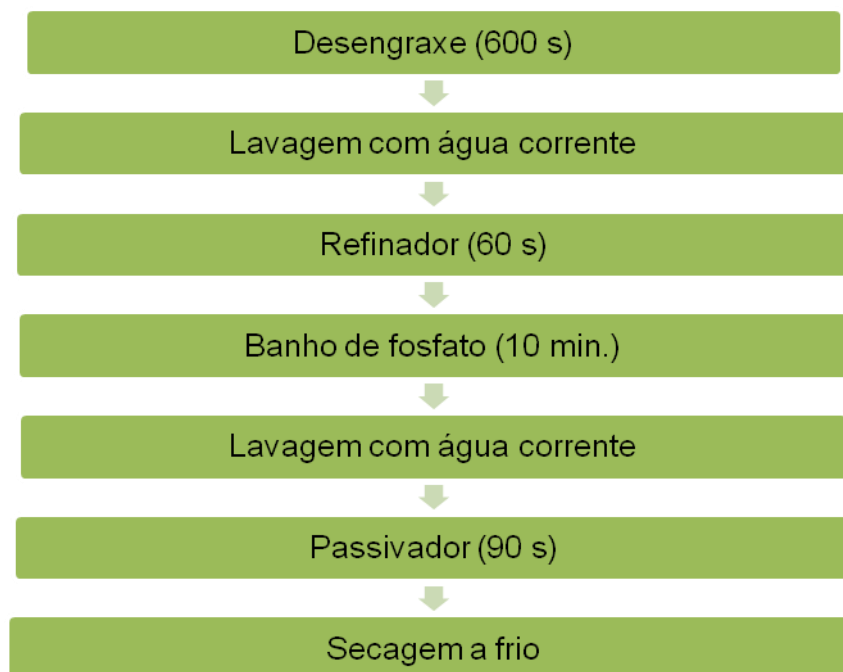 Desengraxe (600 s)
Lavagem com água corrente
Refinador (60 s)
Banho de fosfato (10 min.)
Lavagem com água corrente
Passivador (90 s)
Secagem a frio